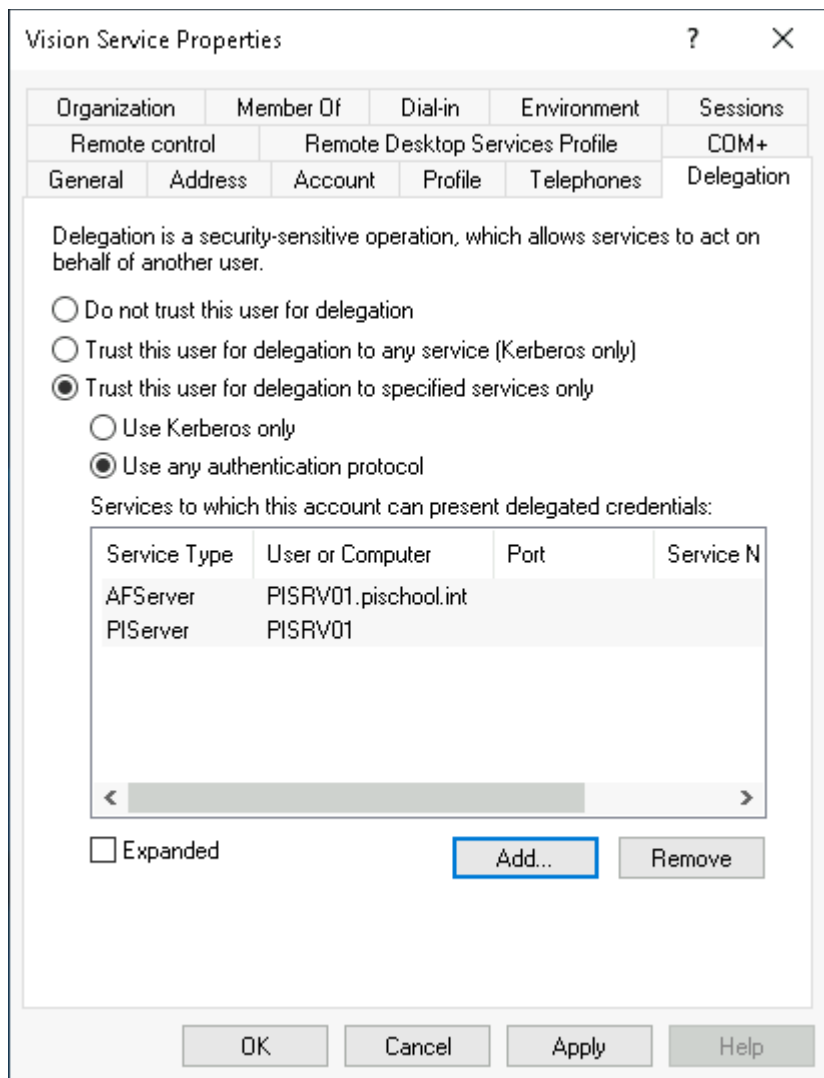 Vision Service Properties ? ✕
Organization Member Of Dial-in Environment Sessions
Remote control Remote Desktop Services Profile COM+
General Address Account Profile Telephones Delegation
Delegation is a security-sensitive operation, which allows services to act on
behalf of another user.
Do not trust this user for delegation
Trust this user for delegation to any service (Kerberos only)
Trust this user for delegation to specified services only
Use Kerberos only
Use any authentication protocol
Services to which this account can present delegated credentials:
Service Type User or Computer Port Service N
AFServer PISRV01.pischool.int
PIServer PISRV01
Expanded Add... Remove
OK Cancel Apply Help